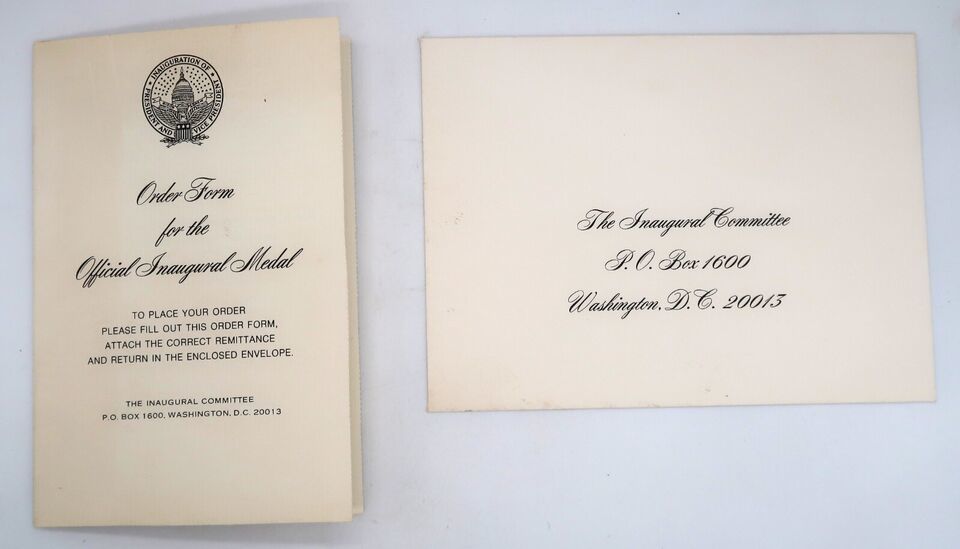 ★ INAUGURATION OF ★
PRESIDENT AND VICE PRESIDENT
Order Form
for the
Official Inaugural Medal
TO PLACE YOUR ORDER
PLEASE FILL OUT THIS ORDER FORM,
ATTACH THE CORRECT REMITTANCE
AND RETURN IN THE ENCLOSED ENVELOPE.
THE INAUGURAL COMMITTEE
P.O. BOX 1600, WASHINGTON, D.C. 20013
The Inaugural Committee
P.O. Box 1600
Washington, D.C. 20013